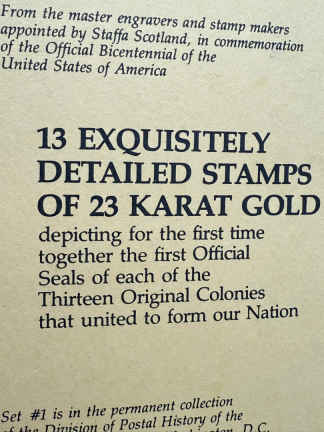 From the master engravers and stamp makers
appointed by Staffa Scotland, in commemoration
of the Official Bicentennial of the
United States of America
13 EXQUISITELY
DETAILED STAMPS
OF 23 KARAT GOLD
depicting for the first time
together the first Official
Seals of each of the
Thirteen Original Colonies
that united to form our Nation
Set #1 is in the permanent collection
of the Division of Postal History of the
D.C.